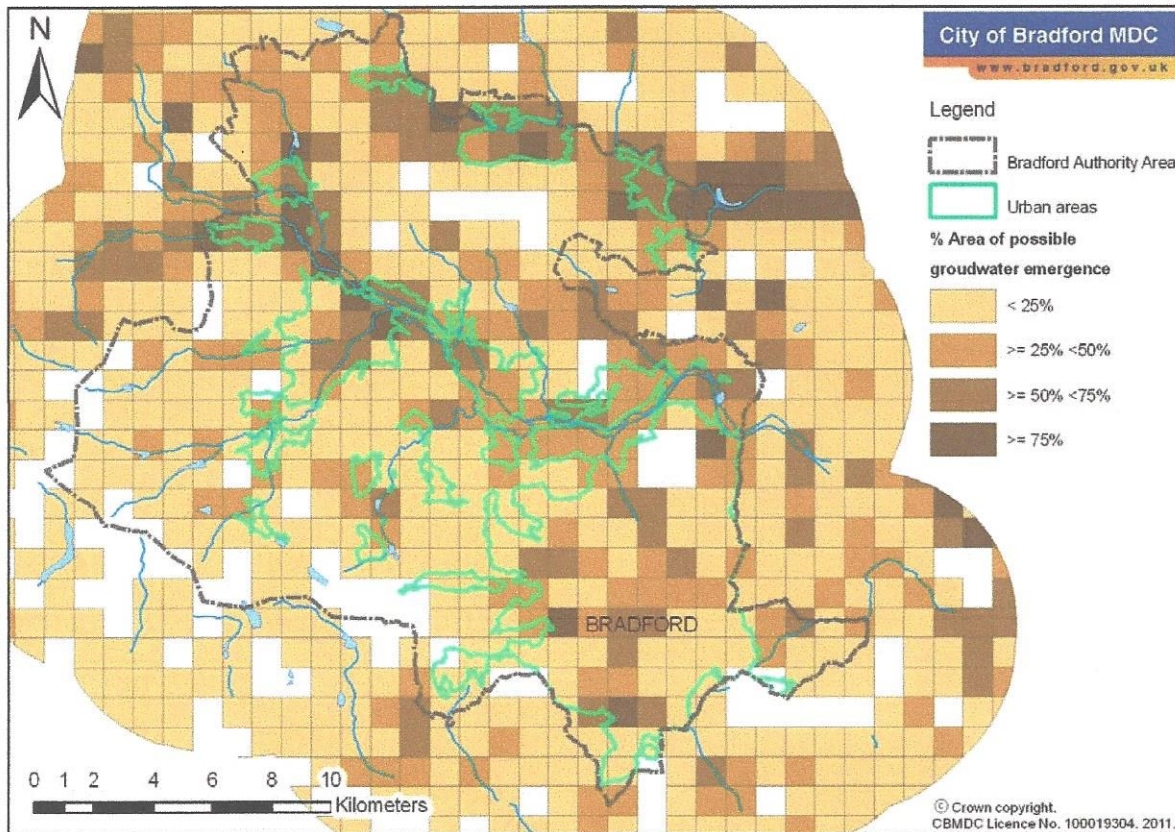 N
City of Bradford MDC
www.bradford.gov.uk
Legend
Bradford Authority Area
Urban areas
% Area of possible
groudwater emergence
< 25%
>= 25% <50%
>= 50% <75%
>= 75%
BRADFORD
0 1 2 4 6 8 10
Kilometers
© Crown copyright.
CBMDC Licence No. 100019304. 2011.